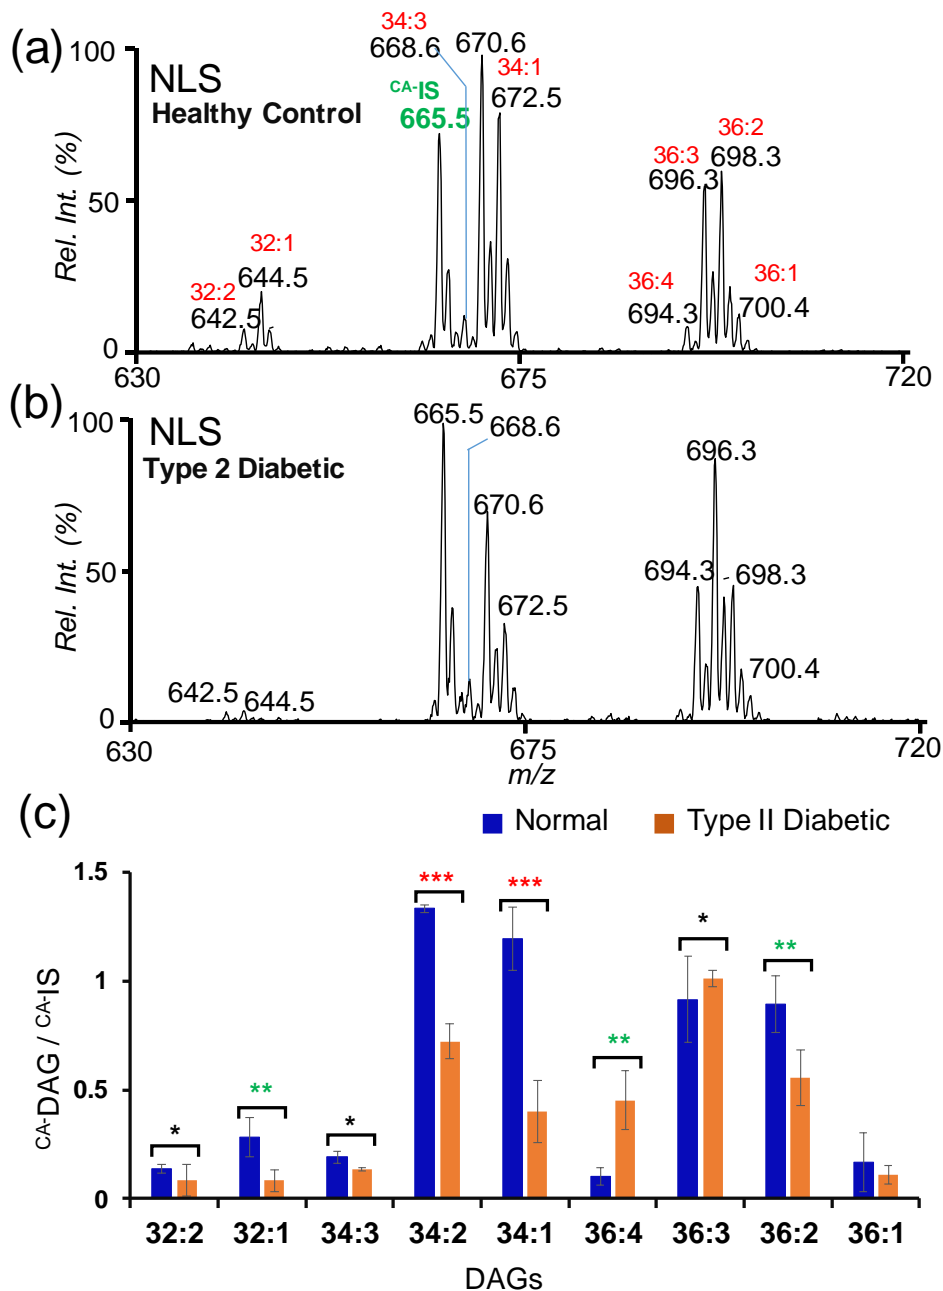 (a)
34:3
668.6 670.6
100
NLS
Healthy Control
CA-IS
665.5
34:1
672.5
36:2
36:3 698.3
696.3
50
Rel. Int. (%)
32:1
644.5
32:2
642.5
36:4 36:1
694.3 700.4
0
630 675 720
(b)
100
NLS
Type 2 Diabetic
665.5
668.6
696.3
670.6
50
Rel. Int. (%)
694.3 698.3
672.5
700.4
642.5 644.5
0
630 675 720
m/z
(c)
Normal Type II Diabetic
1.5
*** ***
*
**
1
CA-DAG / CA-IS
**
0.5
**
* *
0
32:2 32:1 34:3 34:2 34:1 36:4 36:3 36:2 36:1
DAGs